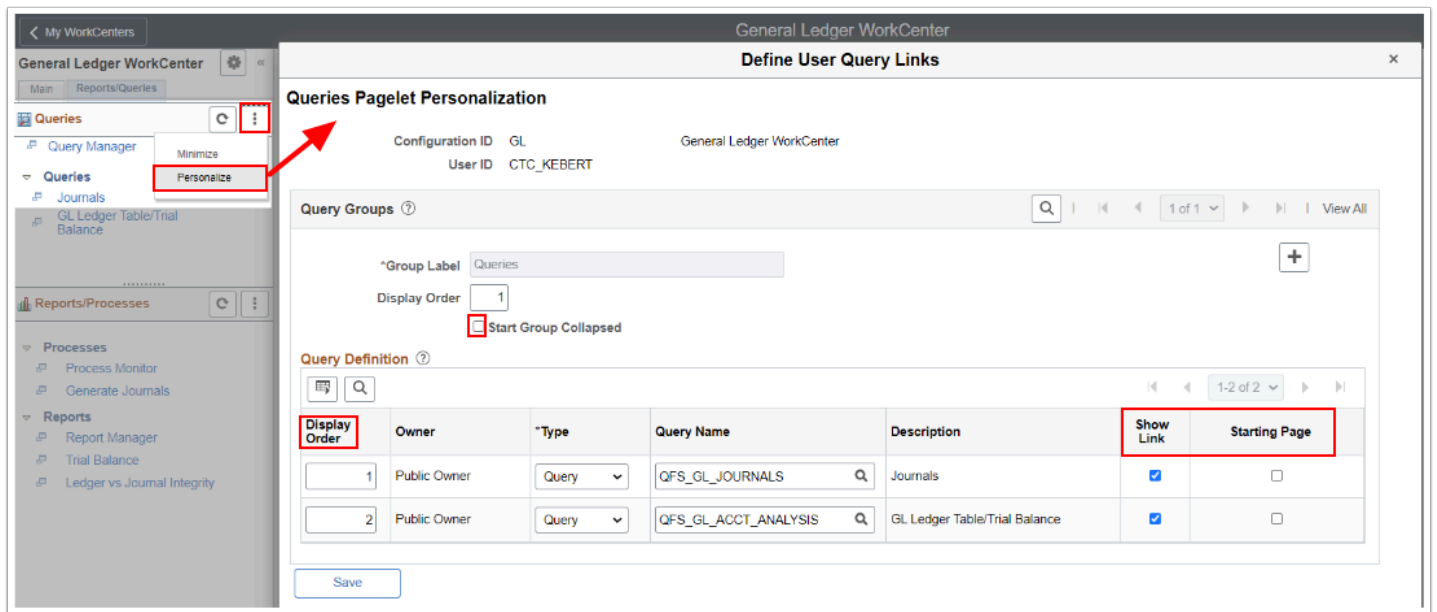 My WorkCenters
General Ledger WorkCenter
General Ledger WorkCenter
«
Main Reports/Queries
Queries
Query Manager
Minimize
Personalize
Queries
Journals
GL Ledger Table/Trial
Balance
Reports/Processes
Processes
Process Monitor
Generate Journals
Reports
Report Manager
Trial Balance
Ledger vs Journal Integrity
Define User Query Links ×
Queries Pagelet Personalization
Configuration ID GL General Ledger WorkCenter
User ID CTC_KEBERT
Query Groups ? 1 of 1 View All
*Group Label Queries +
Display Order 1
Start Group Collapsed
Query Definition ?
1-2 of 2
Display Order Owner *Type Query Name Description Show Link Starting Page
1 Public Owner Query QFS_GL_JOURNALS Journals
2 Public Owner Query QFS_GL_ACCT_ANALYSIS GL Ledger Table/Trial Balance
Save